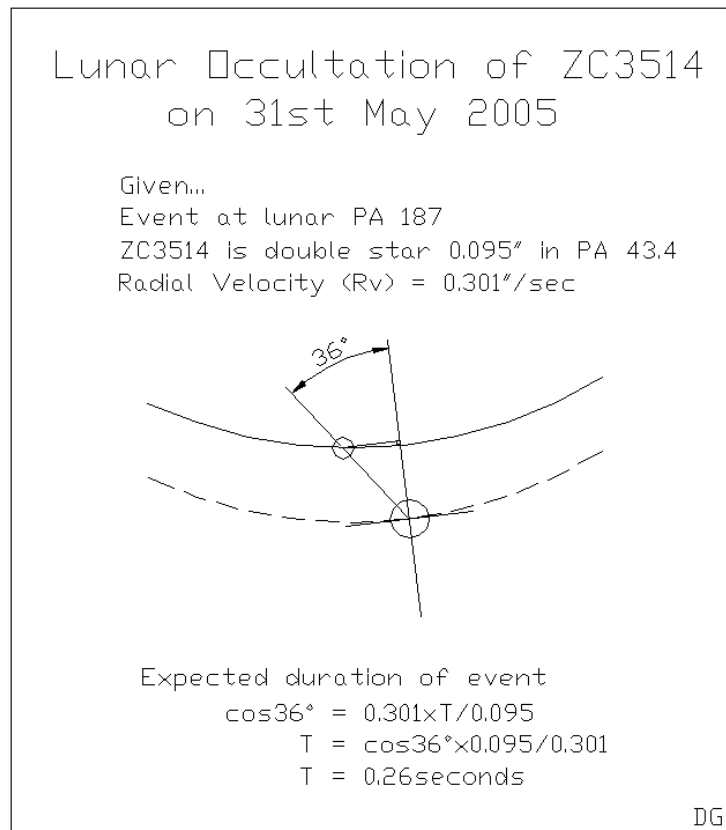 Lunar Occultation of ZC3514
on 31st May 2005
Given...
Event at lunar PA 187
ZC3514 is double star 0.095" in PA 43.4
Radial Velocity (Rv) = 0.301"/sec
36°
Expected duration of event
cos36° = 0.301xT/0.095
T = cos36°x0.095/0.301
T = 0.26seconds
DG